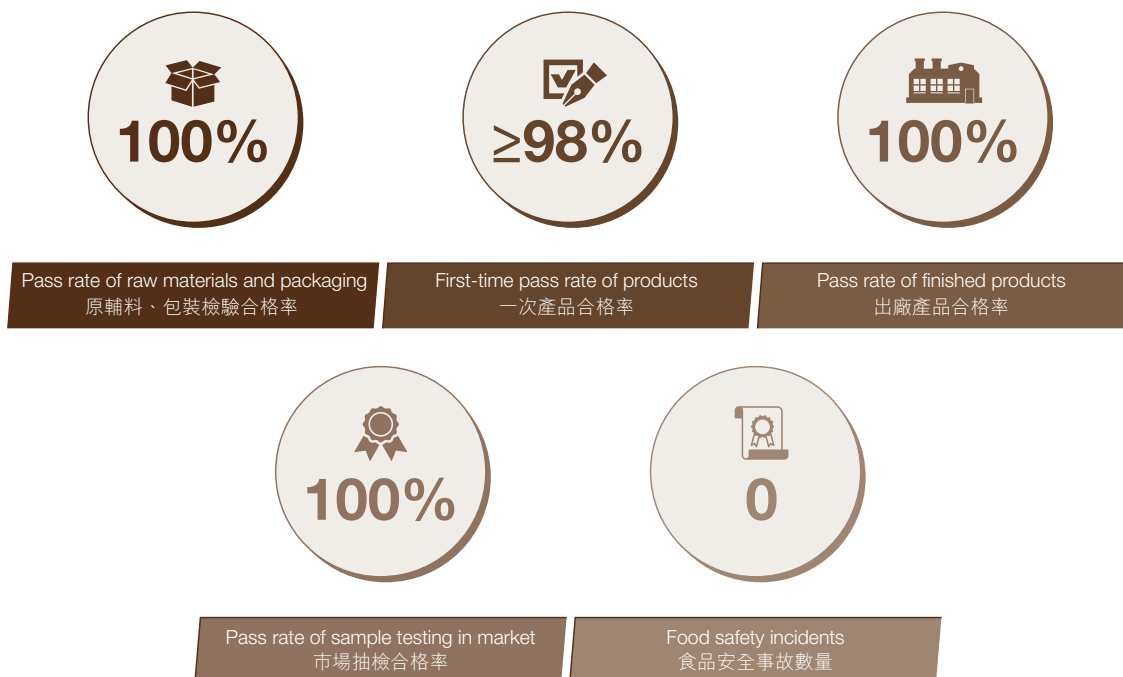 100%
≥98%
100%
Pass rate of raw materials and packaging
原輔料、包裝檢驗合格率
First-time pass rate of products
一次產品合格率
Pass rate of finished products
出廠產品合格率
100%
0
Pass rate of sample testing in market
市場抽檢合格率
Food safety incidents
食品安全事故數量